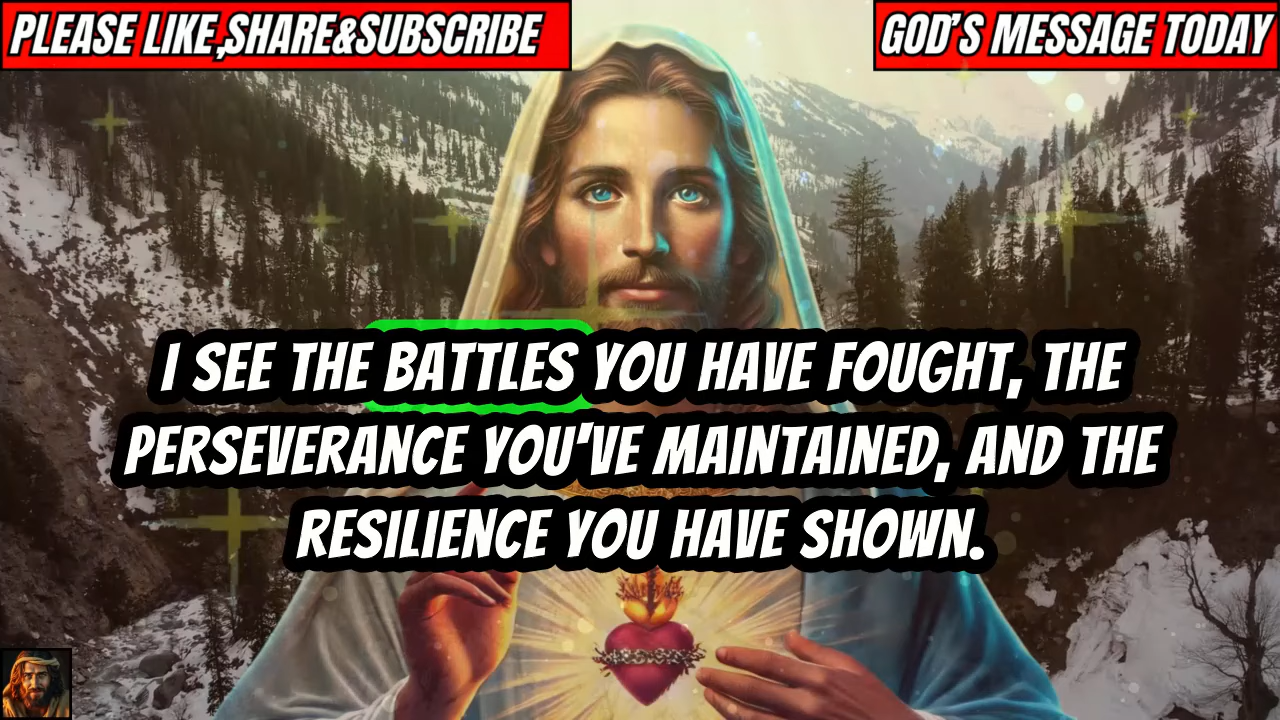 PLEASE LIKE,SHARE&SUBSCRIBE
GOD'S MESSAGE TODAY
I SEE THE BATTLES YOU HAVE FOUGHT, THE
PERSEVERANCE YOU'VE MAINTAINED, AND THE
RESILIENCE YOU HAVE SHOWN.